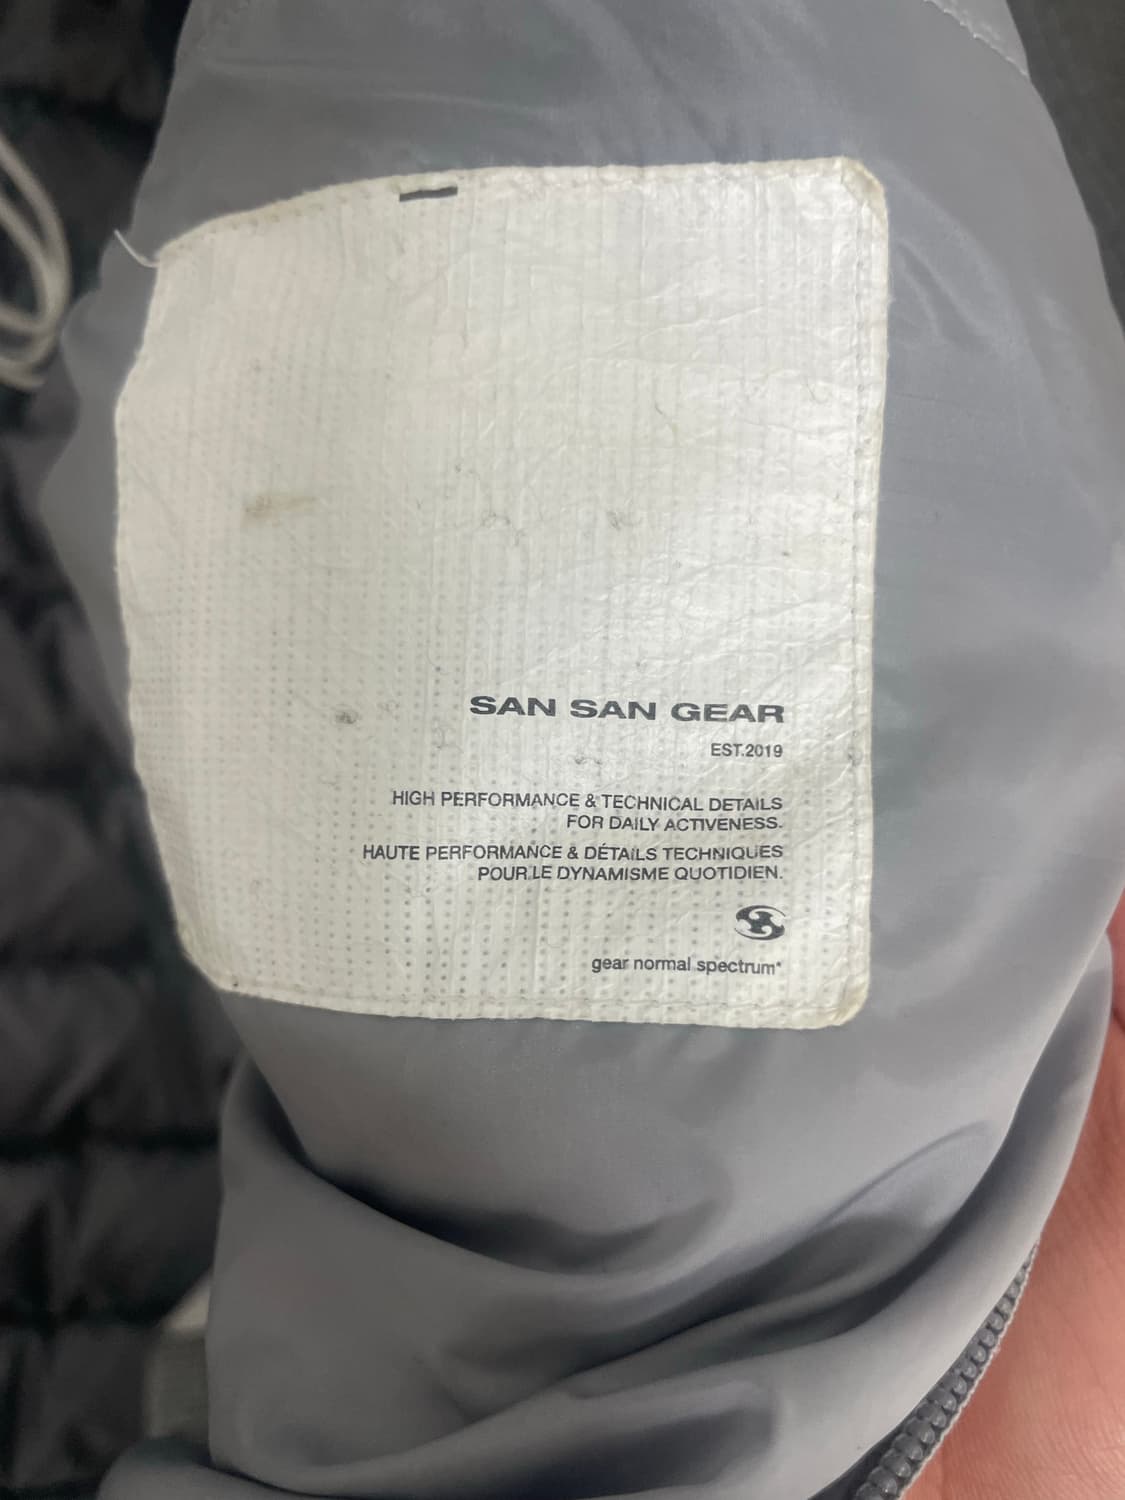 SAN SAN GEAR
EST.2019
HIGH PERFORMANCE & TECHNICAL DETAILS
FOR DAILY ACTIVENESS.
HAUTE PERFORMANCE & DÉTAILS TECHNIQUES
POUR LE DYNAMISME QUOTIDIEN.
gear normal spectrum*